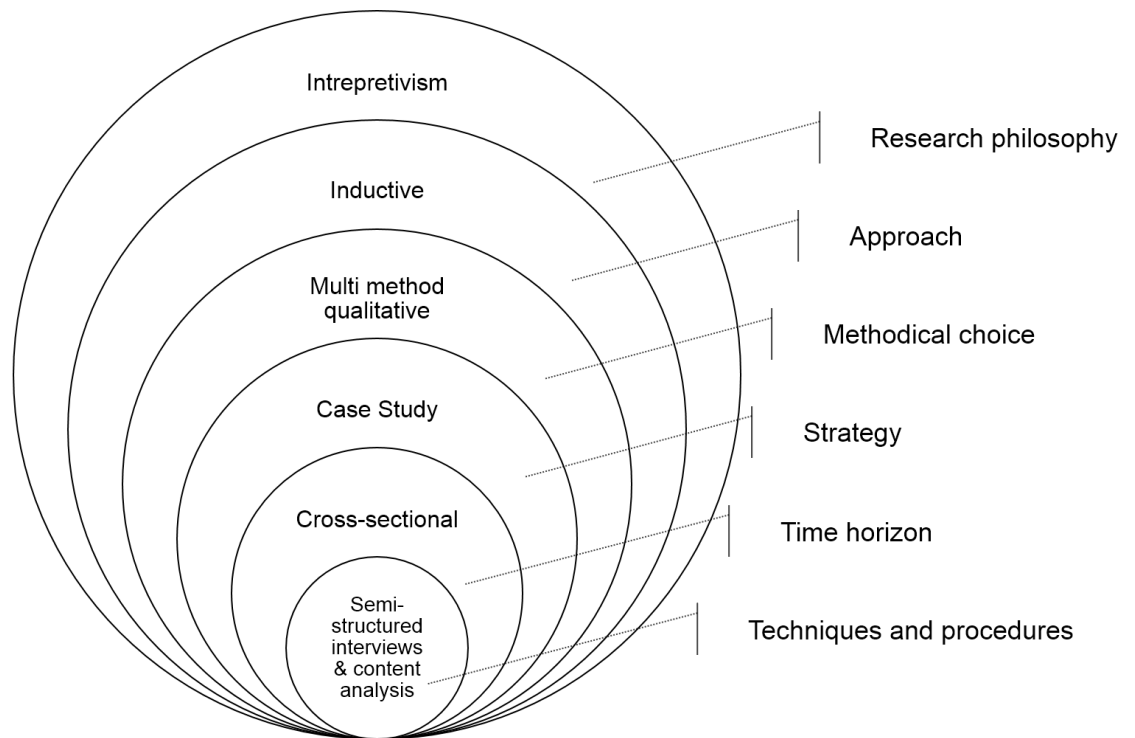 Intrepretivism
Research philosophy
Inductive
Approach
Multi method
qualitative
Methodical choice
Case Study
Strategy
Cross-sectional
Time horizon
Semi-
structured
interviews
& content
analysis
Techniques and procedures